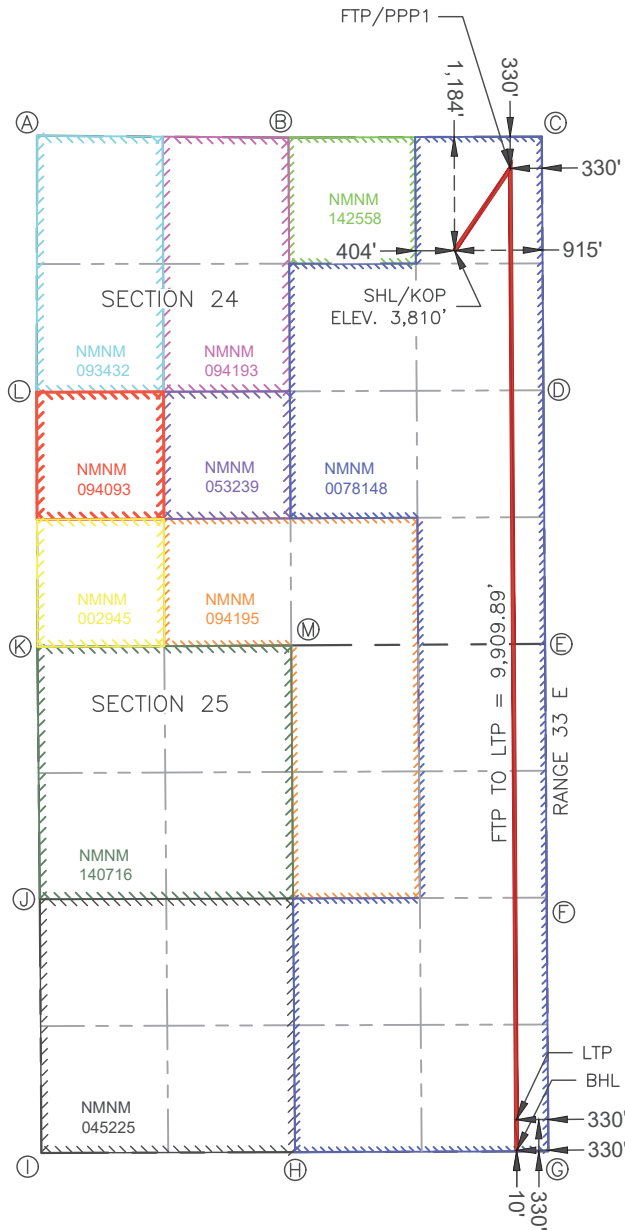 FTP/PPP1
1,184'
330'
A
B
C
330'
NMNM
142558
404'
915'
SECTION 24
SHL/KOP
ELEV. 3,810'
NMNM
093432
NMNM
094193
L
D
NMNM
094093
NMNM
053239
NMNM
0078148
NMNM
002945
NMNM
094195
M
K
E
FTP TO LTP = 9,909.89'
RANGE 33 E
SECTION 25
NMNM
140716
J
F
LTP
BHL
NMNM
045225
330'
330'
I
H
G
10'
330'